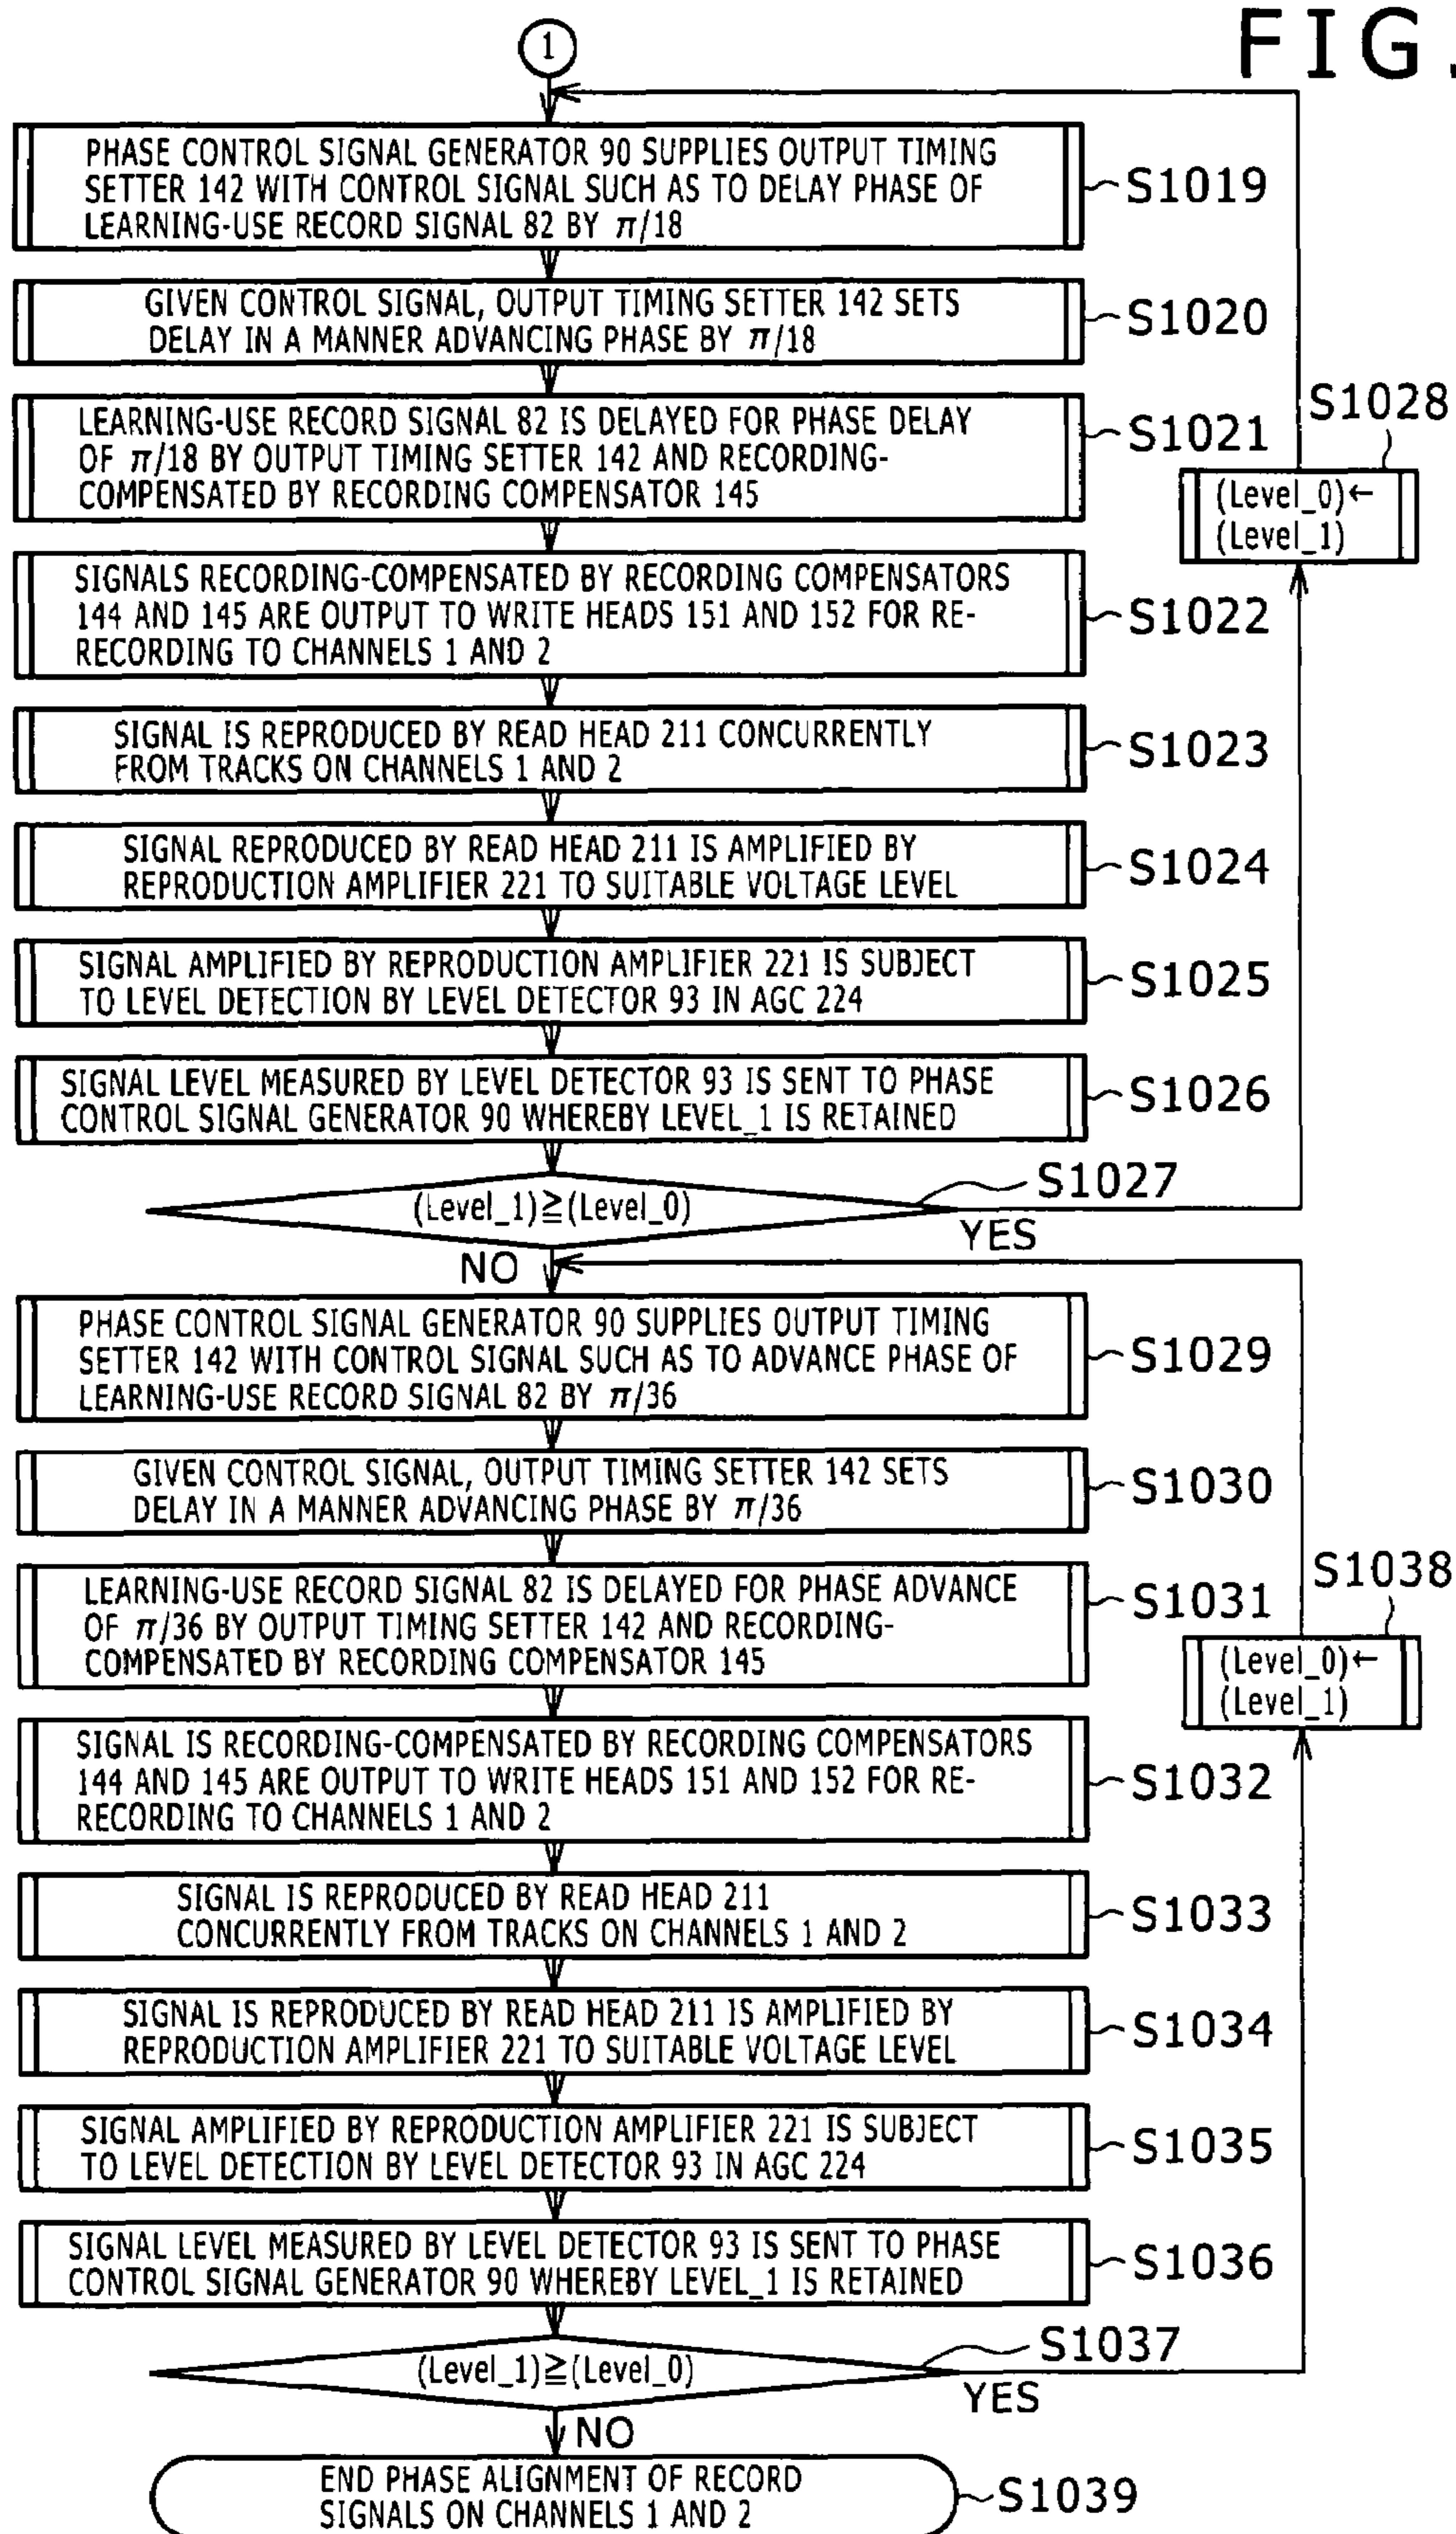 FIG.
1
PHASE CONTROL SIGNAL GENERATOR 90 SUPPLIES OUTPUT TIMING
SETTER 142 WITH CONTROL SIGNAL SUCH AS TO DELAY PHASE OF
LEARNING-USE RECORD SIGNAL 82 BY π/18
S1019
GIVEN CONTROL SIGNAL, OUTPUT TIMING SETTER 142 SETS
DELAY IN A MANNER ADVANCING PHASE BY π/18
S1020
LEARNING-USE RECORD SIGNAL 82 IS DELAYED FOR PHASE DELAY
OF π/18 BY OUTPUT TIMING SETTER 142 AND RECORDING-
COMPENSATED BY RECORDING COMPENSATOR 145
S1021
S1028
(Level_0)←
(Level_1)
SIGNALS RECORDING-COMPENSATED BY RECORDING COMPENSATORS
144 AND 145 ARE OUTPUT TO WRITE HEADS 151 AND 152 FOR RE-
RECORDING TO CHANNELS 1 AND 2
S1022
SIGNAL IS REPRODUCED BY READ HEAD 211 CONCURRENTLY
FROM TRACKS ON CHANNELS 1 AND 2
S1023
SIGNAL REPRODUCED BY READ HEAD 211 IS AMPLIFIED BY
REPRODUCTION AMPLIFIER 221 TO SUITABLE VOLTAGE LEVEL
S1024
SIGNAL AMPLIFIED BY REPRODUCTION AMPLIFIER 221 IS SUBJECT
TO LEVEL DETECTION BY LEVEL DETECTOR 93 IN AGC 224
S1025
SIGNAL LEVEL MEASURED BY LEVEL DETECTOR 93 IS SENT TO PHASE
CONTROL SIGNAL GENERATOR 90 WHEREBY LEVEL_1 IS RETAINED
S1026
S1027
(Level_1)≧(Level_0)
YES
NO
PHASE CONTROL SIGNAL GENERATOR 90 SUPPLIES OUTPUT TIMING
SETTER 142 WITH CONTROL SIGNAL SUCH AS TO ADVANCE PHASE OF
LEARNING-USE RECORD SIGNAL 82 BY π/36
S1029
GIVEN CONTROL SIGNAL, OUTPUT TIMING SETTER 142 SETS
DELAY IN A MANNER ADVANCING PHASE BY π/36
S1030
LEARNING-USE RECORD SIGNAL 82 IS DELAYED FOR PHASE ADVANCE
OF π/36 BY OUTPUT TIMING SETTER 142 AND RECORDING-
COMPENSATED BY RECORDING COMPENSATOR 145
S1031
S1038
(Level_0)←
(Level_1)
SIGNAL IS RECORDING-COMPENSATED BY RECORDING COMPENSATORS
144 AND 145 ARE OUTPUT TO WRITE HEADS 151 AND 152 FOR RE-
RECORDING TO CHANNELS 1 AND 2
S1032
SIGNAL IS REPRODUCED BY READ HEAD 211
CONCURRENTLY FROM TRACKS ON CHANNELS 1 AND 2
S1033
SIGNAL IS REPRODUCED BY READ HEAD 211 IS AMPLIFIED BY
REPRODUCTION AMPLIFIER 221 TO SUITABLE VOLTAGE LEVEL
S1034
SIGNAL AMPLIFIED BY REPRODUCTION AMPLIFIER 221 IS SUBJECT
TO LEVEL DETECTION BY LEVEL DETECTOR 93 IN AGC 224
S1035
SIGNAL LEVEL MEASURED BY LEVEL DETECTOR 93 IS SENT TO PHASE
CONTROL SIGNAL GENERATOR 90 WHEREBY LEVEL_1 IS RETAINED
S1036
S1037
(Level_1)≧(Level_0)
YES
NO
END PHASE ALIGNMENT OF RECORD
SIGNALS ON CHANNELS 1 AND 2
S1039